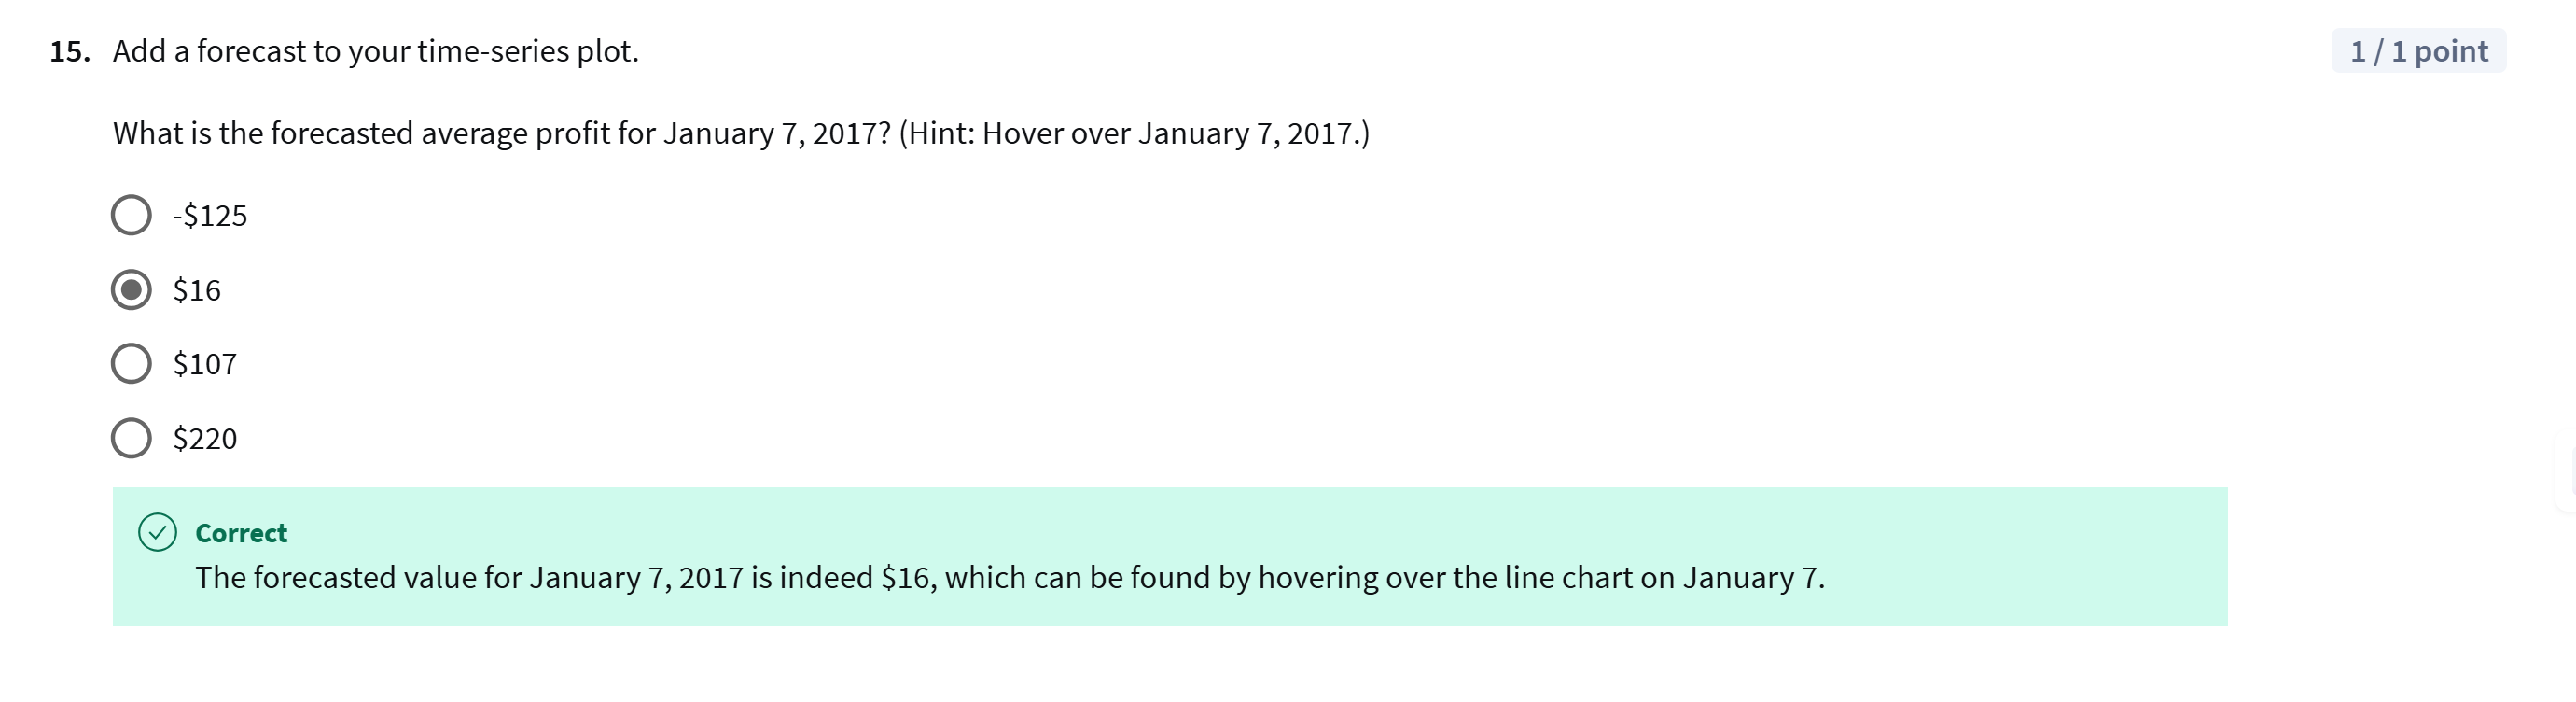 15. Add a forecast to your time-series plot.
1 / 1 point
What is the forecasted average profit for January 7, 2017? (Hint: Hover over January 7, 2017.)
-$125
$16
$107
$220
Correct
The forecasted value for January 7, 2017 is indeed $16, which can be found by hovering over the line chart on January 7.